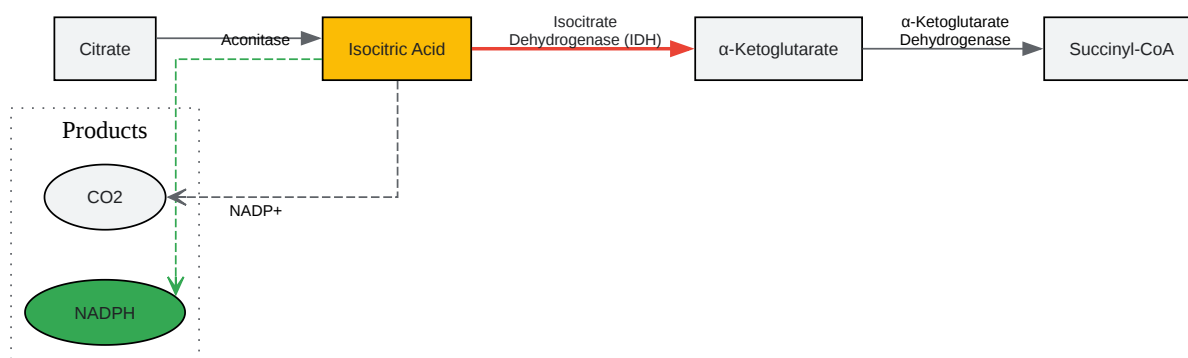 Citrate
Aconitase
Isocitric Acid
Isocitrate
Dehydrogenase (IDH)
α-Ketoglutarate
α-Ketoglutarate
Dehydrogenase
Succinyl-CoA
Products
CO2
NADP+
NADPH